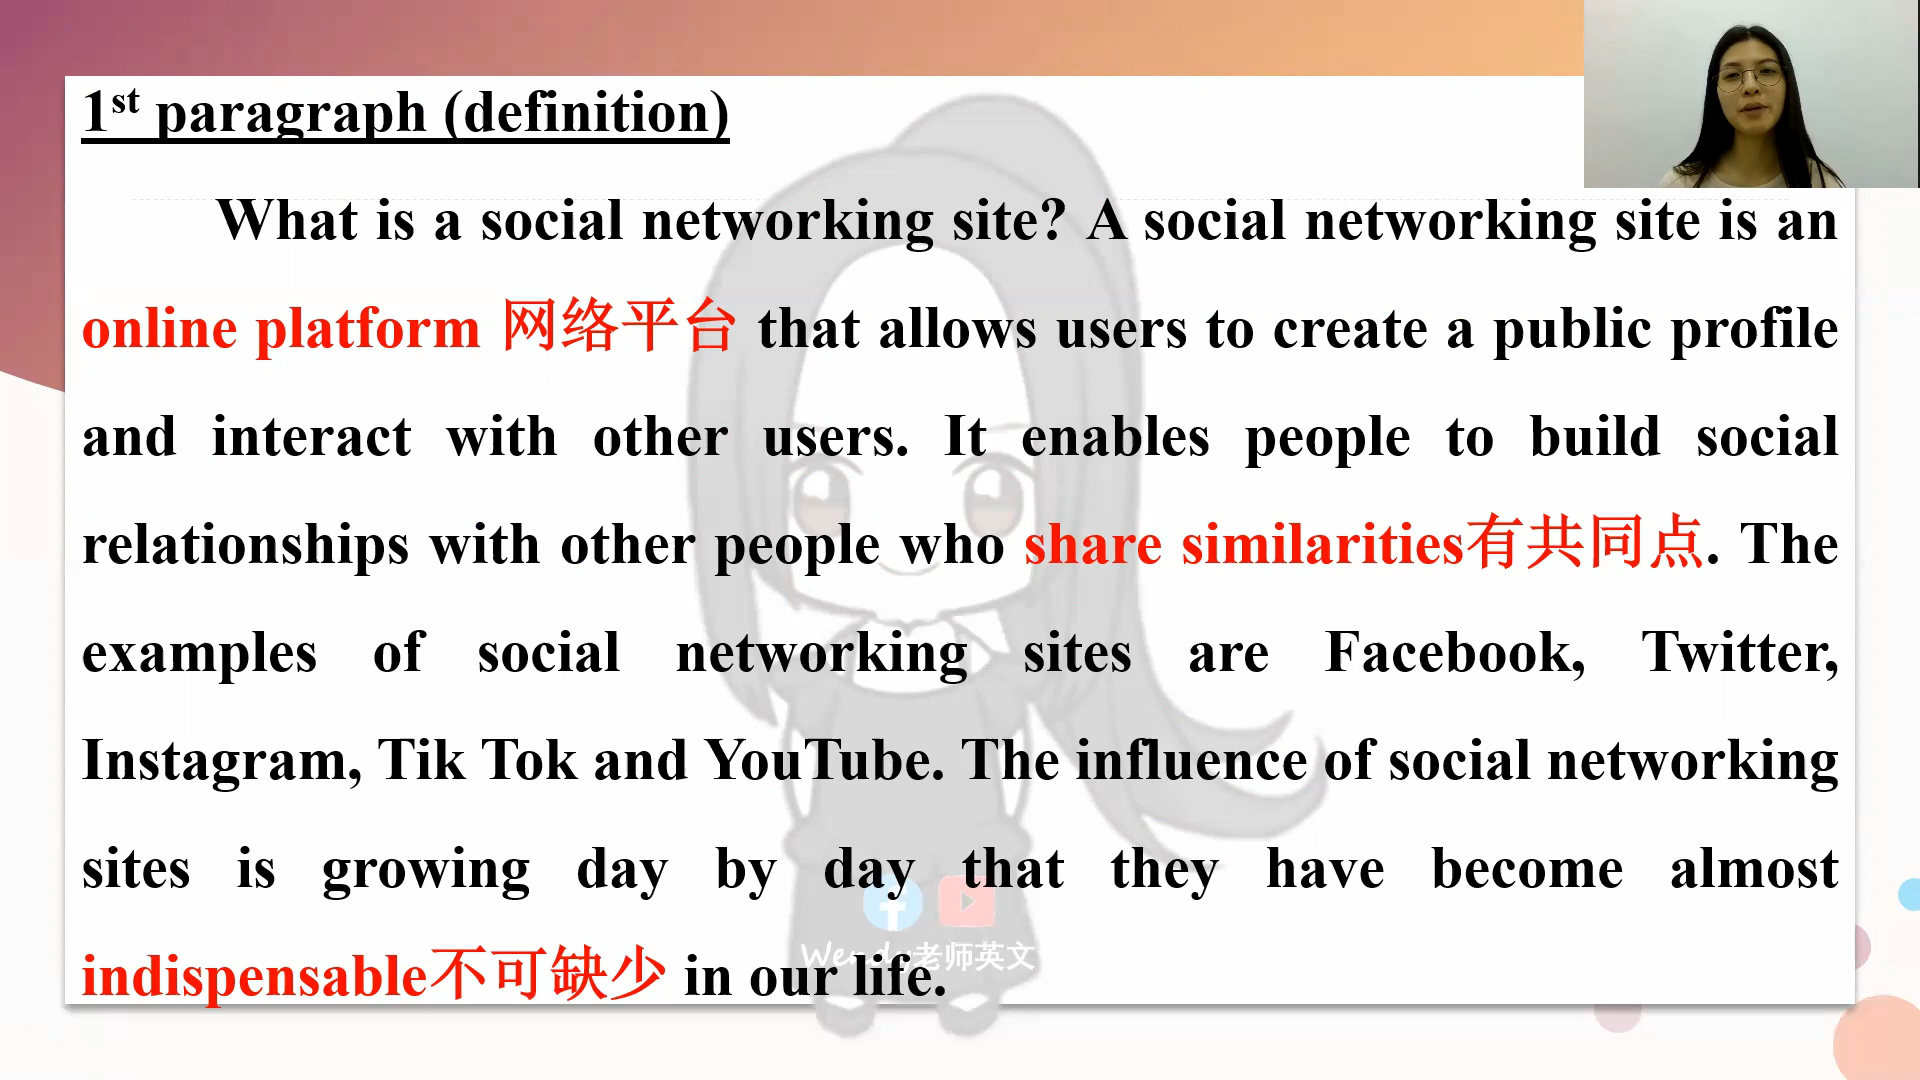 1st paragraph (definition)
What is a social networking site? A social networking site is an
online platform 网络平台 that allows users to create a public profile
and interact with other users. It enables people to build social
relationships with other people who share similarities有共同点. The
examples of social networking sites are Facebook, Twitter,
Instagram, Tik Tok and YouTube. The influence of social networking
sites is growing day by day that they have become almost
indispensable不可缺少 in our life.
Wendy老师英文